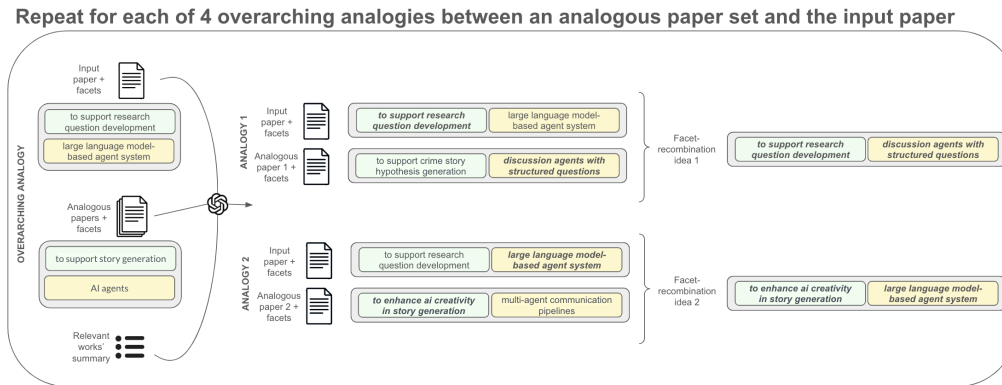 Repeat for each of 4 overarching analogies between an analogous paper set and the input paper
OVERARCHING ANALOGY
Input
paper +
facets
to support research
question development
large language model-
based agent system
Analogous
papers +
facets
to support story generation
AI agents
Relevant
works'
summary
ANALOGY 1
Input
paper +
facets
to support research
question development
large language model-
based agent system
Analogous
paper 1 +
facets
to support crime story
hypothesis generation
discussion agents with
structured questions
Facet-
recombination
idea 1
to support research
question development
discussion agents with
structured questions
ANALOGY 2
Input
paper +
facets
to support research
question development
large language model-
based agent system
Analogous
paper 2 +
facets
to enhance ai creativity
in story generation
multi-agent communication
pipelines
Facet-
recombination
idea 2
to enhance ai creativity
in story generation
large language model-
based agent system